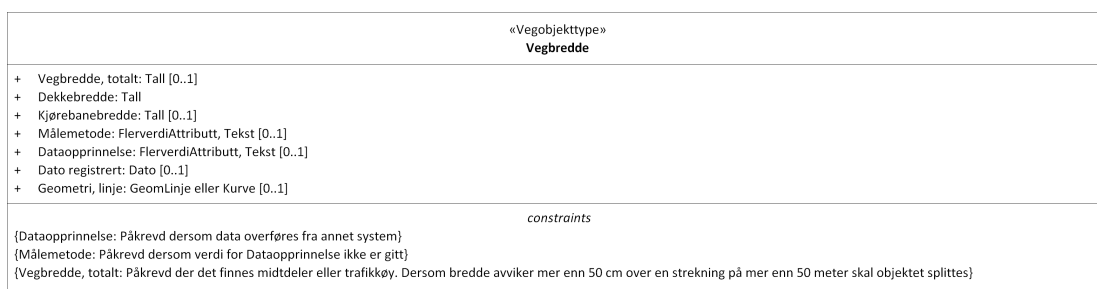 «Vegobjekttype»
Vegbredde
+ Vegbredde, totalt: Tall [0..1]
+ Dekkebredde: Tall
+ Kjørebanebredde: Tall [0..1]
+ Målemetode: FlerverdiAttributt, Tekst [0..1]
+ Dataopprinnelse: FlerverdiAttributt, Tekst [0..1]
+ Dato registrert: Dato [0..1]
+ Geometri, linje: GeomLinje eller Kurve [0..1]
constraints
{Dataopprinnelse: Påkrevd dersom data overføres fra annet system}
{Målemetode: Påkrevd dersom verdi for Dataopprinnelse ikke er gitt}
{Vegbredde, totalt: Påkrevd der det finnes midtdeler eller trafikkøy. Dersom bredde avviker mer enn 50 cm over en strekning på mer enn 50 meter skal objektet splittes}